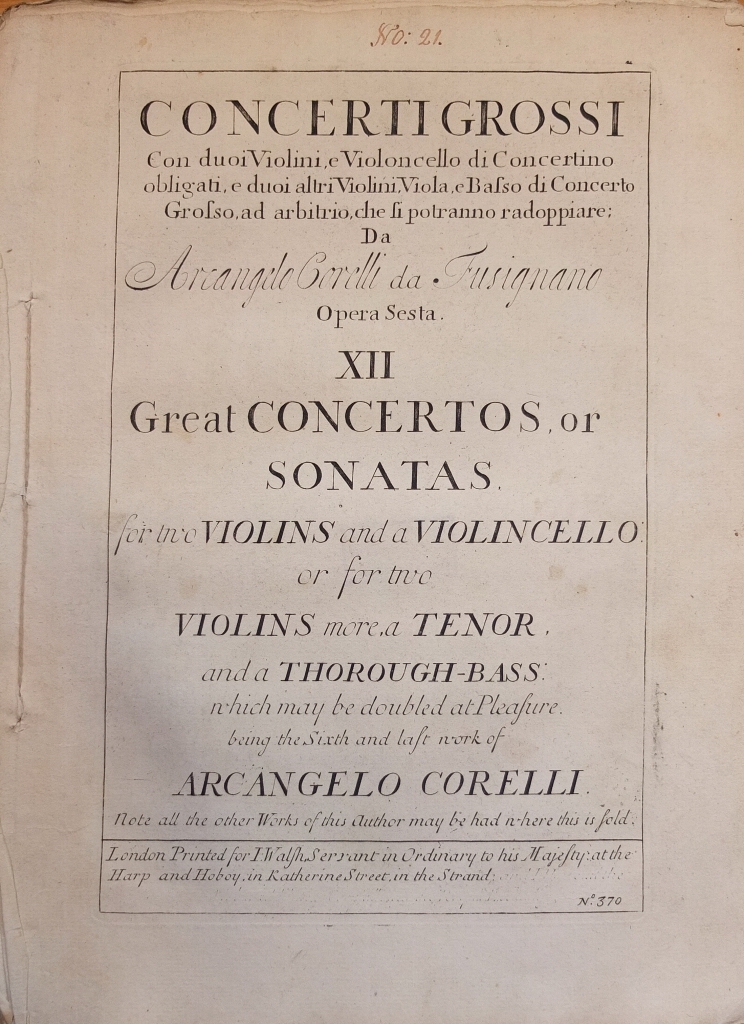 No: 21.
CONCERTI GROSSI
Con duoi Violini, e Violoncello di Concertino
obligati, e duoi altri Violini, Viola, e Baſso di Concerto
Groſso, ad arbitrio, che ſi potranno radoppiare;
Da
Arcangelo Corelli da Fusignano
Opera Sesta.
XII
Great CONCERTOS, or
SONATAS,
for two VIOLINS and a VIOLINCELLO:
or for two
VIOLINS more, a TENOR,
and a THOROUGH-BASS:
which may be doubled at Pleaſure.
being the Sixth and laſt work of
ARCANGELO CORELLI.
Note all the other Works of this Author may be had where this is ſold.
London Printed for I. Walſh Servant in Ordinary to his Majeſty: at the
Harp and Hoboy, in Katherine Street, in the Strand;
No. 370